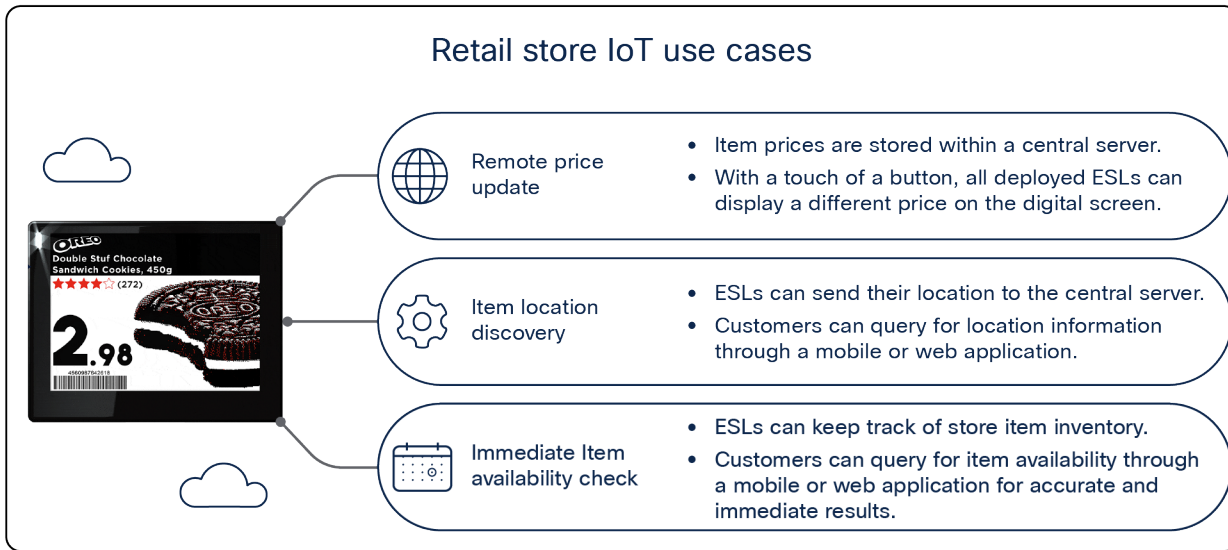 Retail store IoT use cases
Remote price
update
• Item prices are stored within a central server.
• With a touch of a button, all deployed ESLs can
display a different price on the digital screen.
OREO
Double Stuf Chocolate
Sandwich Cookies, 450g
(272)
2.98
4560987642618
OREO
Item location
discovery
• ESLs can send their location to the central server.
• Customers can query for location information
through a mobile or web application.
Immediate Item
availability check
• ESLs can keep track of store item inventory.
• Customers can query for item availability through
a mobile or web application for accurate and
immediate results.